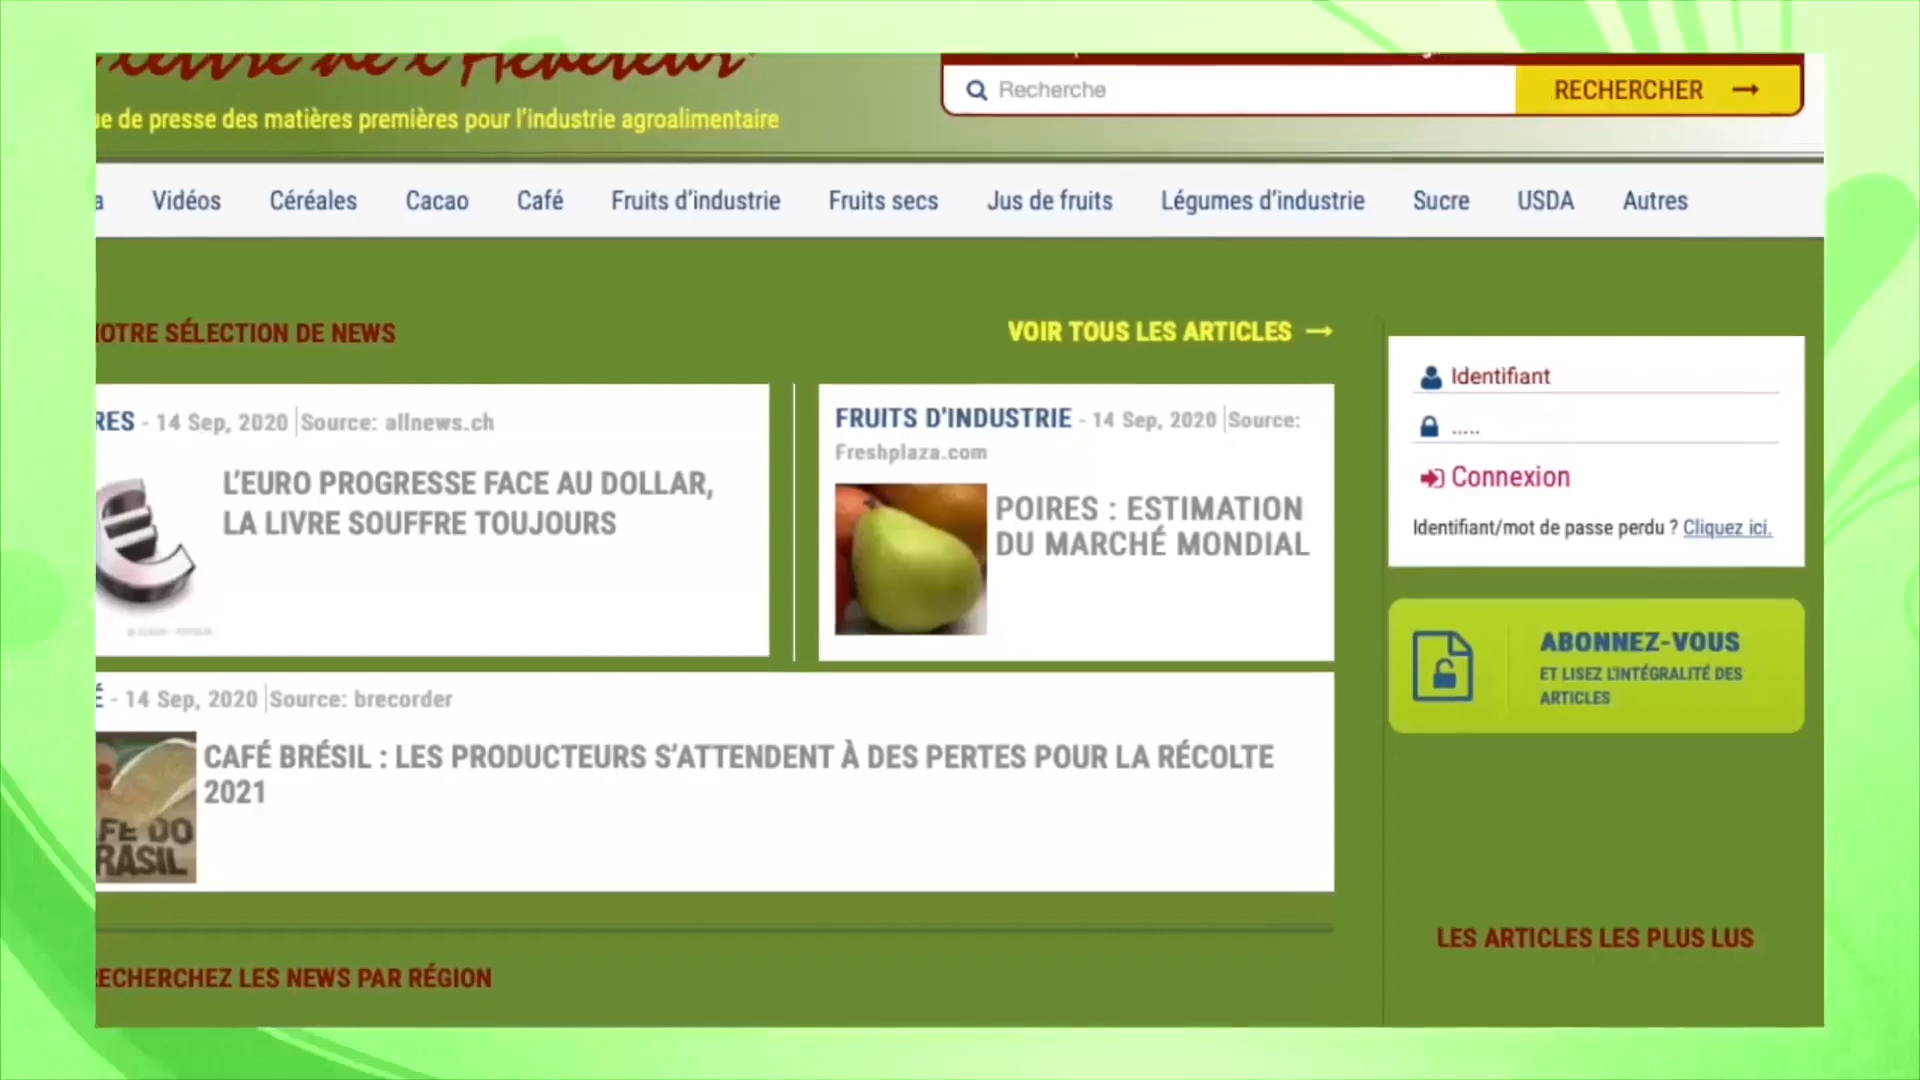 de l'Acheteur
de presse des matières premières pour l'industrie agroalimentaire
Recherche
RECHERCHER →
Vidéos Céréales Cacao Café Fruits d'industrie Fruits secs Jus de fruits Légumes d'industrie Sucre USDA Autres
OTRE SÉLECTION DE NEWS
VOIR TOUS LES ARTICLES →
RES - 14 Sep, 2020 |Source: allnews.ch
L'EURO PROGRESSE FACE AU DOLLAR,
LA LIVRE SOUFFRE TOUJOURS
FRUITS D'INDUSTRIE - 14 Sep, 2020 |Source:
Freshplaza.com
POIRES : ESTIMATION
DU MARCHÉ MONDIAL
É - 14 Sep, 2020 |Source: brecorder
CAFÉ BRÉSIL : LES PRODUCTEURS S'ATTENDENT À DES PERTES POUR LA RÉCOLTE
2021
FE DO
RASIL
ECHERCHEZ LES NEWS PAR RÉGION
Identifiant
.....
Connexion
Identifiant/mot de passe perdu ? Cliquez ici.
ABONNEZ-VOUS
ET LISEZ L'INTÉGRALITÉ DES
ARTICLES
LES ARTICLES LES PLUS LUS